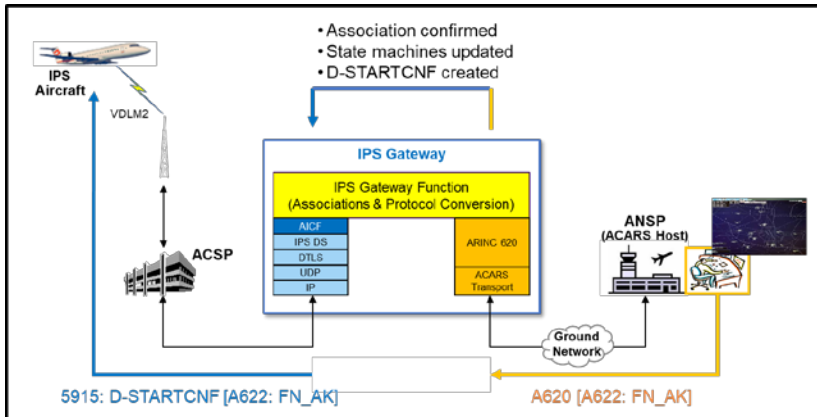 • Association confirmed
• State machines updated
• D-STARTCNF created
IPS
Aircraft
VDLM2
IPS Gateway
IPS Gateway Function
(Associations & Protocol Conversion)
AICF
IPS DS
DTLS
UDP
IP
ARINC 620
ACARS
Transport
ACSP
ANSP
(ACARS Host)
Ground
Network
5915: D-STARTCNF [A622: FN_AK]
A620 [A622: FN_AK]